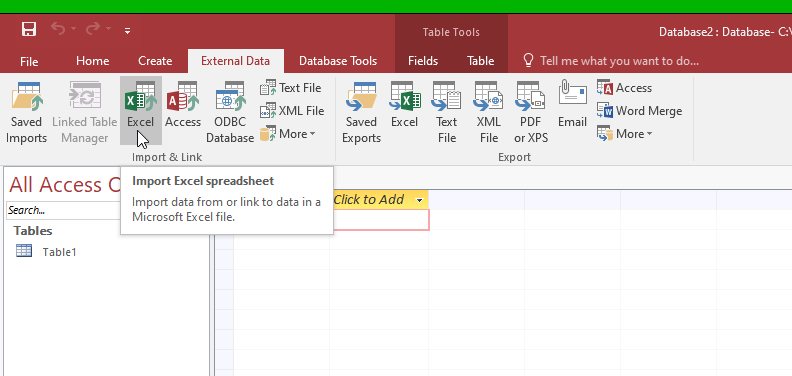 Table Tools
Database2 : Database- C:\
File Home Create External Data Database Tools Fields Table Tell me what you want to do...
Saved Imports
Linked Table Manager
Excel
Access
ODBC Database
Text File
XML File
More
Import & Link
Saved Exports
Excel
Text File
XML File
PDF or XPS
Email
Access
Word Merge
More
Export
All Access O
Import Excel spreadsheet
Import data from or link to data in a
Microsoft Excel file.
Click to Add
Search...
Tables
Table1